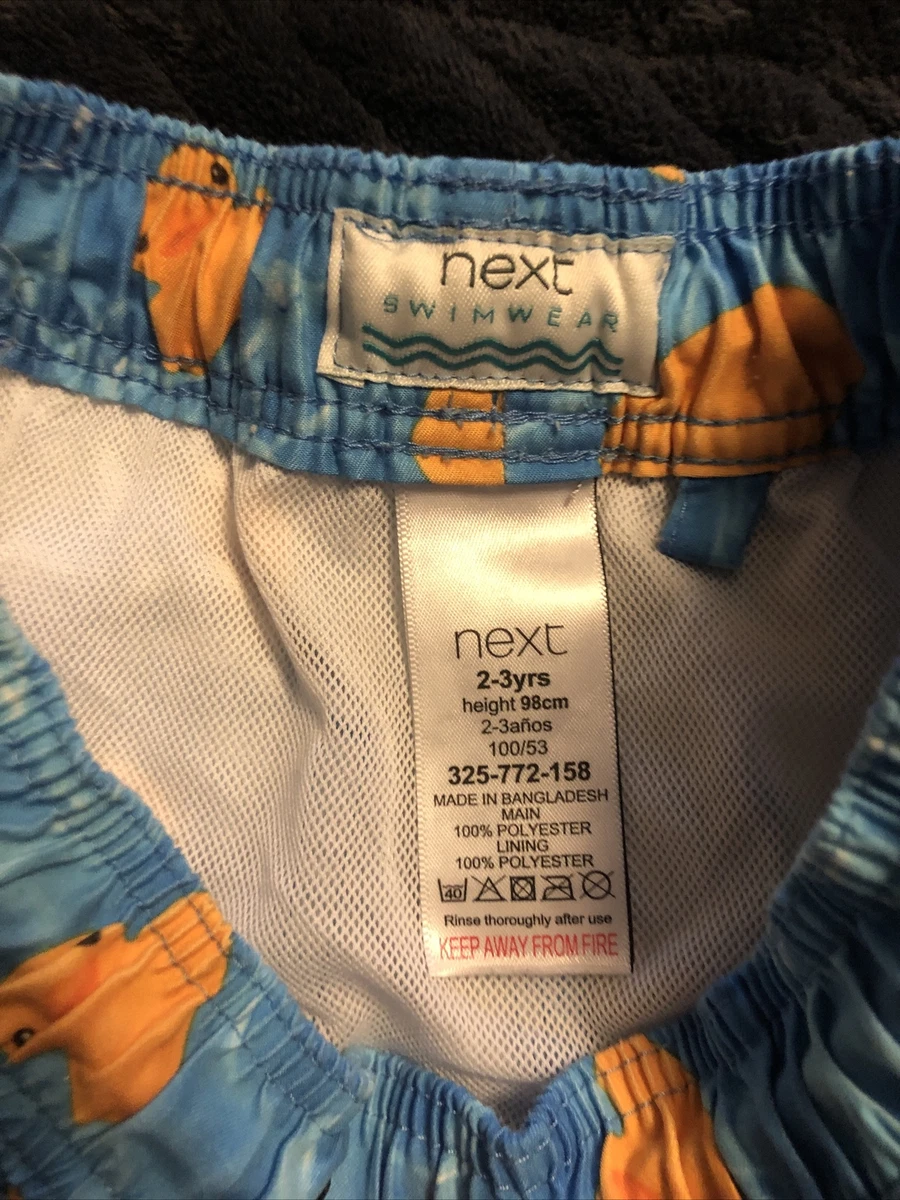 next
SWIMWEAR
next
2-3yrs
height 98cm
2-3años
100/53
325-772-158
MADE IN BANGLADESH
MAIN
100% POLYESTER
LINING
100% POLYESTER
40
Rinse thoroughly after use
KEEP AWAY FROM FIRE